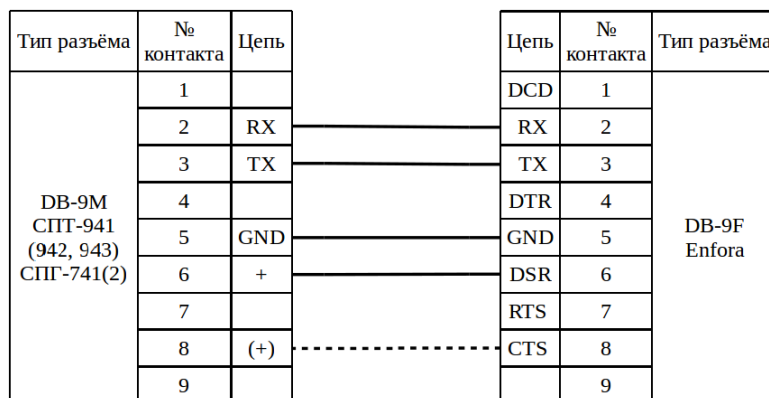 Тип разъёма № контакта Цепь Цепь № контакта Тип разъёма
1 DCD 1
2 RX RX 2
3 TX TX 3
4 DTR 4
5 GND GND 5
6 + DSR 6
7 RTS 7
8 (+) CTS 8
9 9
DB-9M
СПТ-941
(942, 943)
СПГ-741(2)
DB-9F
Enfora